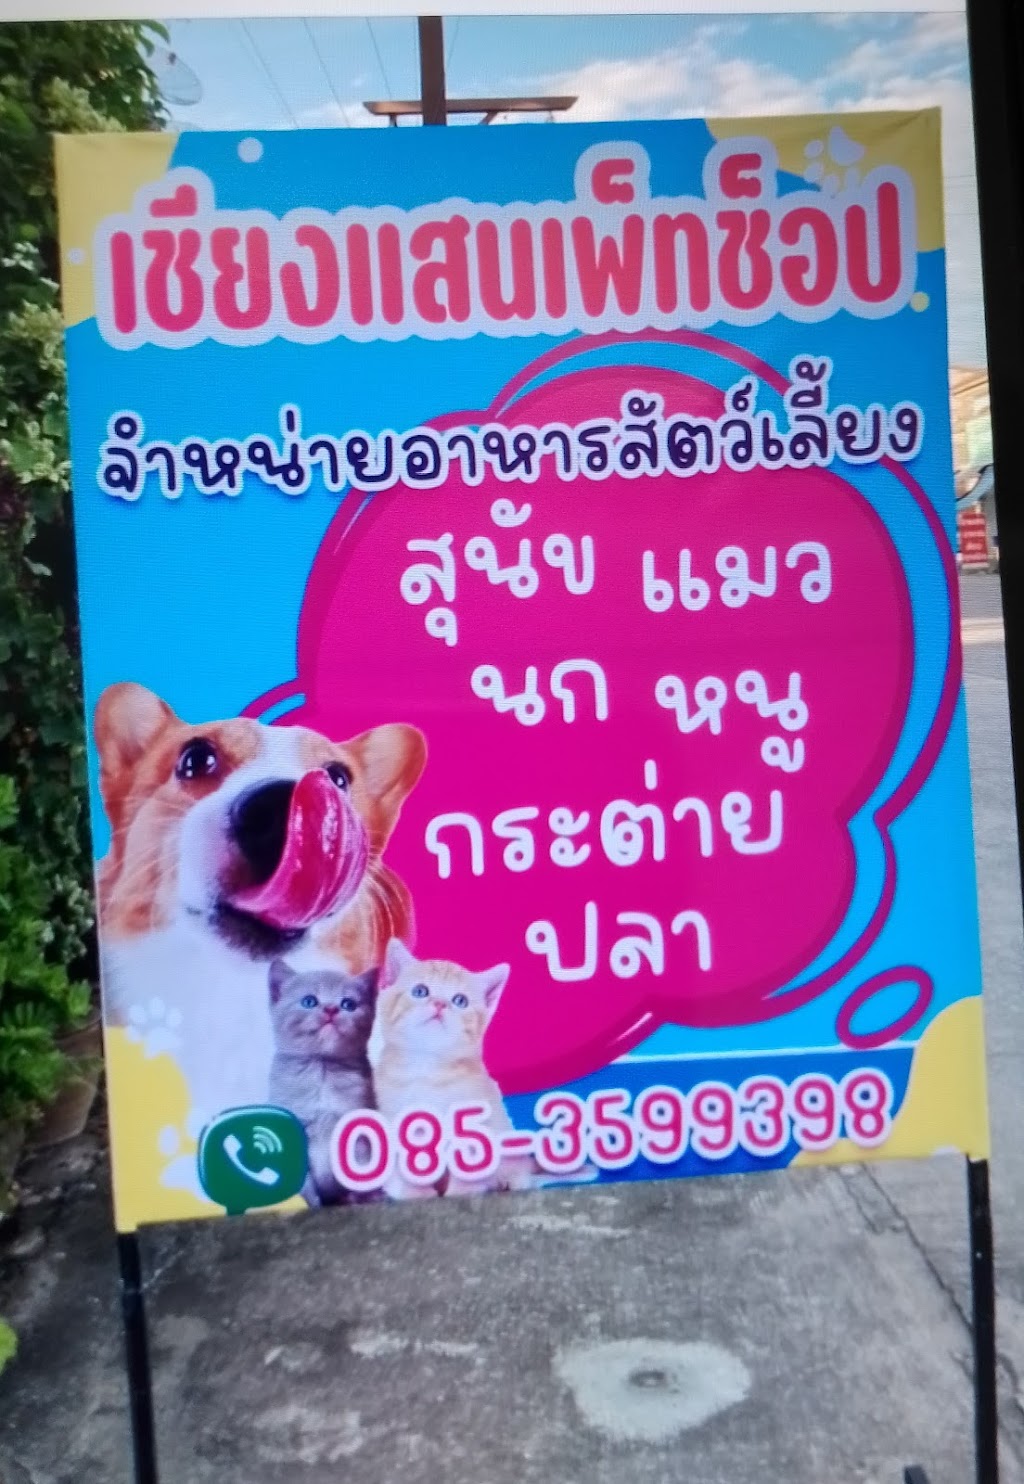 เชียงแสนเพ็ทช็อป
จำหน่ายอาหารสัตว์เลี้ยง
สุนัข แมว
นก หนู
กระต่าย
ปลา
085-3599398